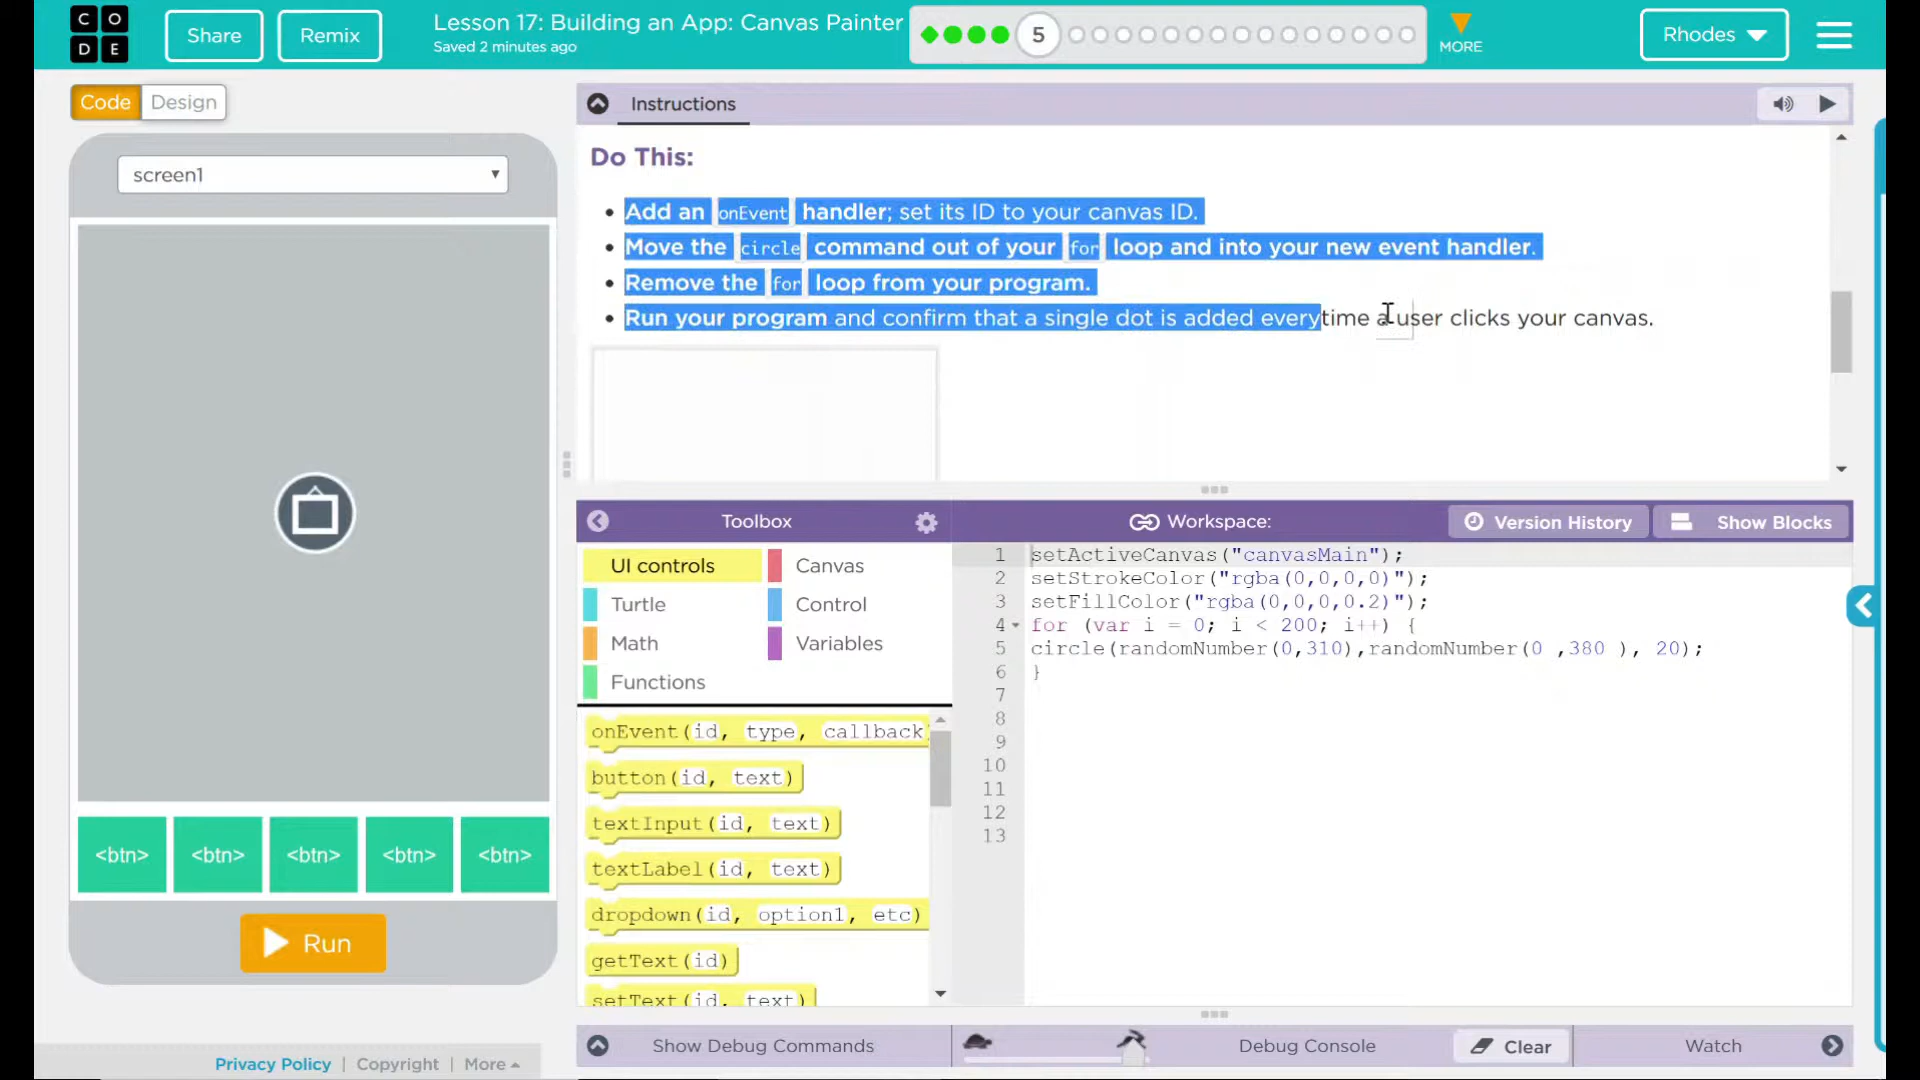 C O
D E
Share
Remix
Lesson 17: Building an App: Canvas Painter
Saved 2 minutes ago
5
MORE
Rhodes
Code
Design
screen1
Instructions
Do This:
Add an onEvent handler; set its ID to your canvas ID.
Move the circle command out of your for loop and into your new event handler.
Remove the for loop from your program.
Run your program and confirm that a single dot is added everytime a user clicks your canvas.
Toolbox
Workspace:
Version History
Show Blocks
UI controls
Canvas
Turtle
Control
Math
Variables
Functions
onEvent(id, type, callback)
button(id, text)
textInput(id, text)
textLabel(id, text)
dropdown(id, option1, etc)
getText(id)
setText(id, text)
1 setActiveCanvas("canvasMain");
2 setStrokeColor("rgba(0,0,0,0)");
3 setFillColor("rgba(0,0,0,0.2)");
4 for (var i = 0; i < 200; i++) {
5 circle(randomNumber(0,310),randomNumber(0 ,380 ), 20);
6 }
7
8
9
10
11
12
13
<btn> <btn> <btn> <btn> <btn>
Run
Show Debug Commands
Debug Console
Clear
Watch
Privacy Policy | Copyright | More